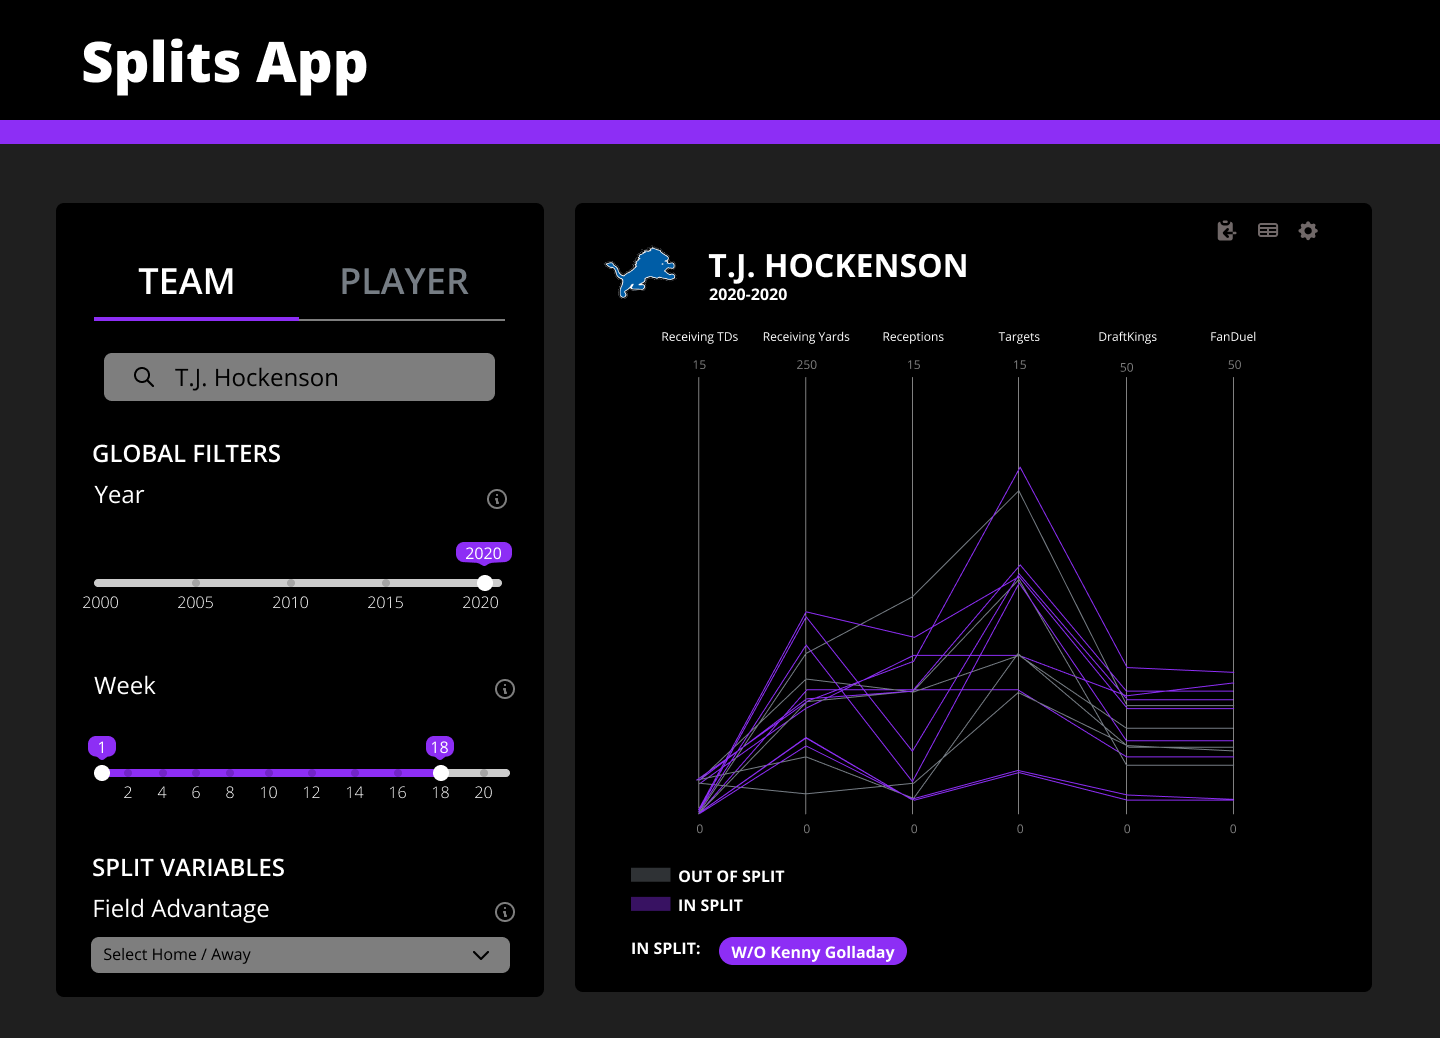 Splits App
TEAM PLAYER
T.J. Hockenson
GLOBAL FILTERS
Year
2020
2000 2005 2010 2015 2020
Week
1 18
2 4 6 8 10 12 14 16 18 20
SPLIT VARIABLES
Field Advantage
Select Home / Away
T.J. HOCKENSON
2020-2020
Receiving TDs Receiving Yards Receptions Targets DraftKings FanDuel
15 250 15 15 50 50
0 0 0 0 0 0
OUT OF SPLIT
IN SPLIT
IN SPLIT: W/O Kenny Golladay